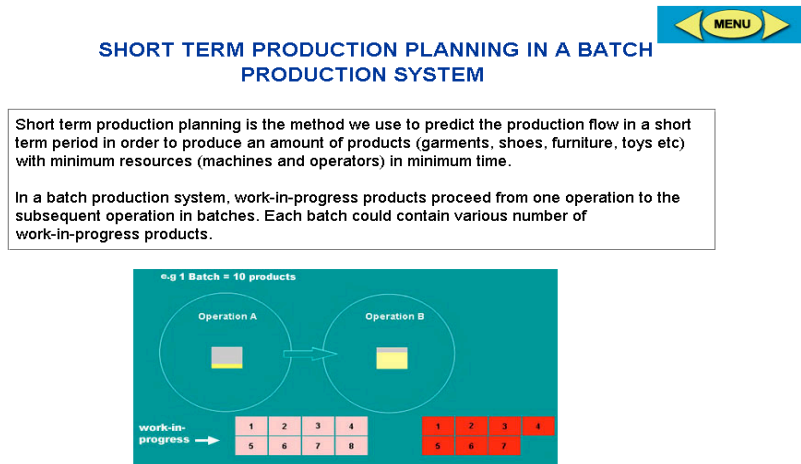 MENU
SHORT TERM PRODUCTION PLANNING IN A BATCH
PRODUCTION SYSTEM
Short term production planning is the method we use to predict the production flow in a short
term period in order to produce an amount of products (garments, shoes, furniture, toys etc)
with minimum resources (machines and operators) in minimum time.
In a batch production system, work-in-progress products proceed from one operation to the
subsequent operation in batches. Each batch could contain various number of
work-in-progress products.
e.g 1 Batch = 10 products
Operation A
Operation B
work-in-
progress
1 2 3 4
5 6 7 8
1 2 3 4
5 6 7